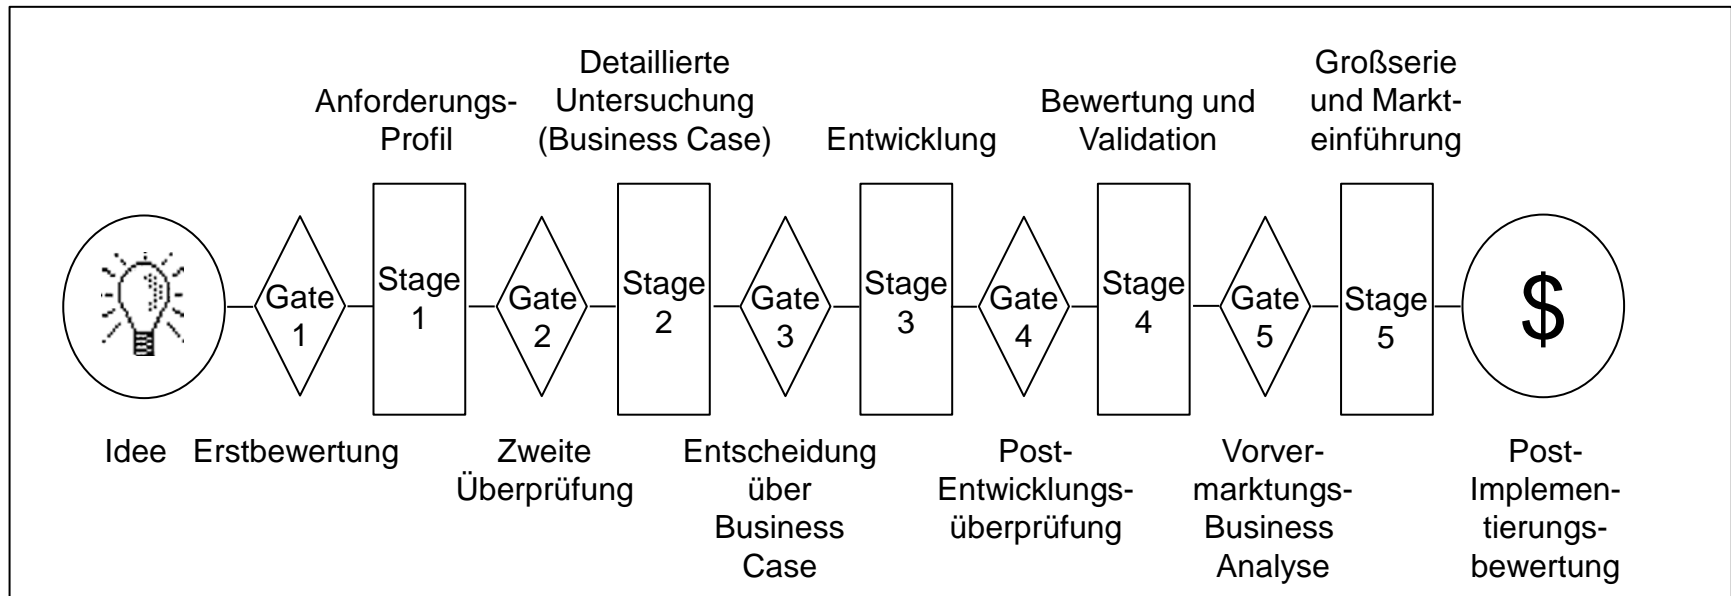 Anforderungs-
Profil
Detaillierte
Untersuchung
(Business Case)
Entwicklung
Bewertung und
Validation
Großserie
und Markt-
einführung
Gate
1
Stage
1
Gate
2
Stage
2
Gate
3
Stage
3
Gate
4
Stage
4
Gate
5
Stage
5
$
Idee
Erstbewertung
Zweite
Überprüfung
Entscheidung
über
Business
Case
Post-
Entwicklungs-
überprüfung
Vorver-
marktungs-
Business
Analyse
Post-
Implemen-
tierungs-
bewertung